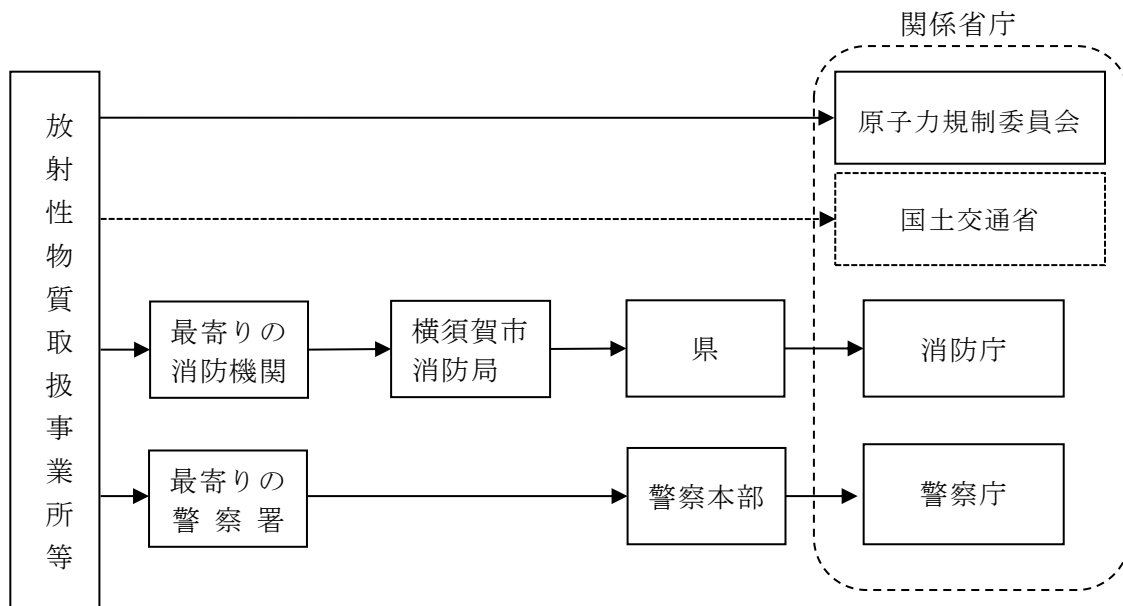 関係省庁
放射性物質取扱事業所等
原子力規制委員会
国土交通省
最寄りの
消防機関
横須賀市
消防局
県
消防庁
最寄りの
警察署
警察本部
警察庁